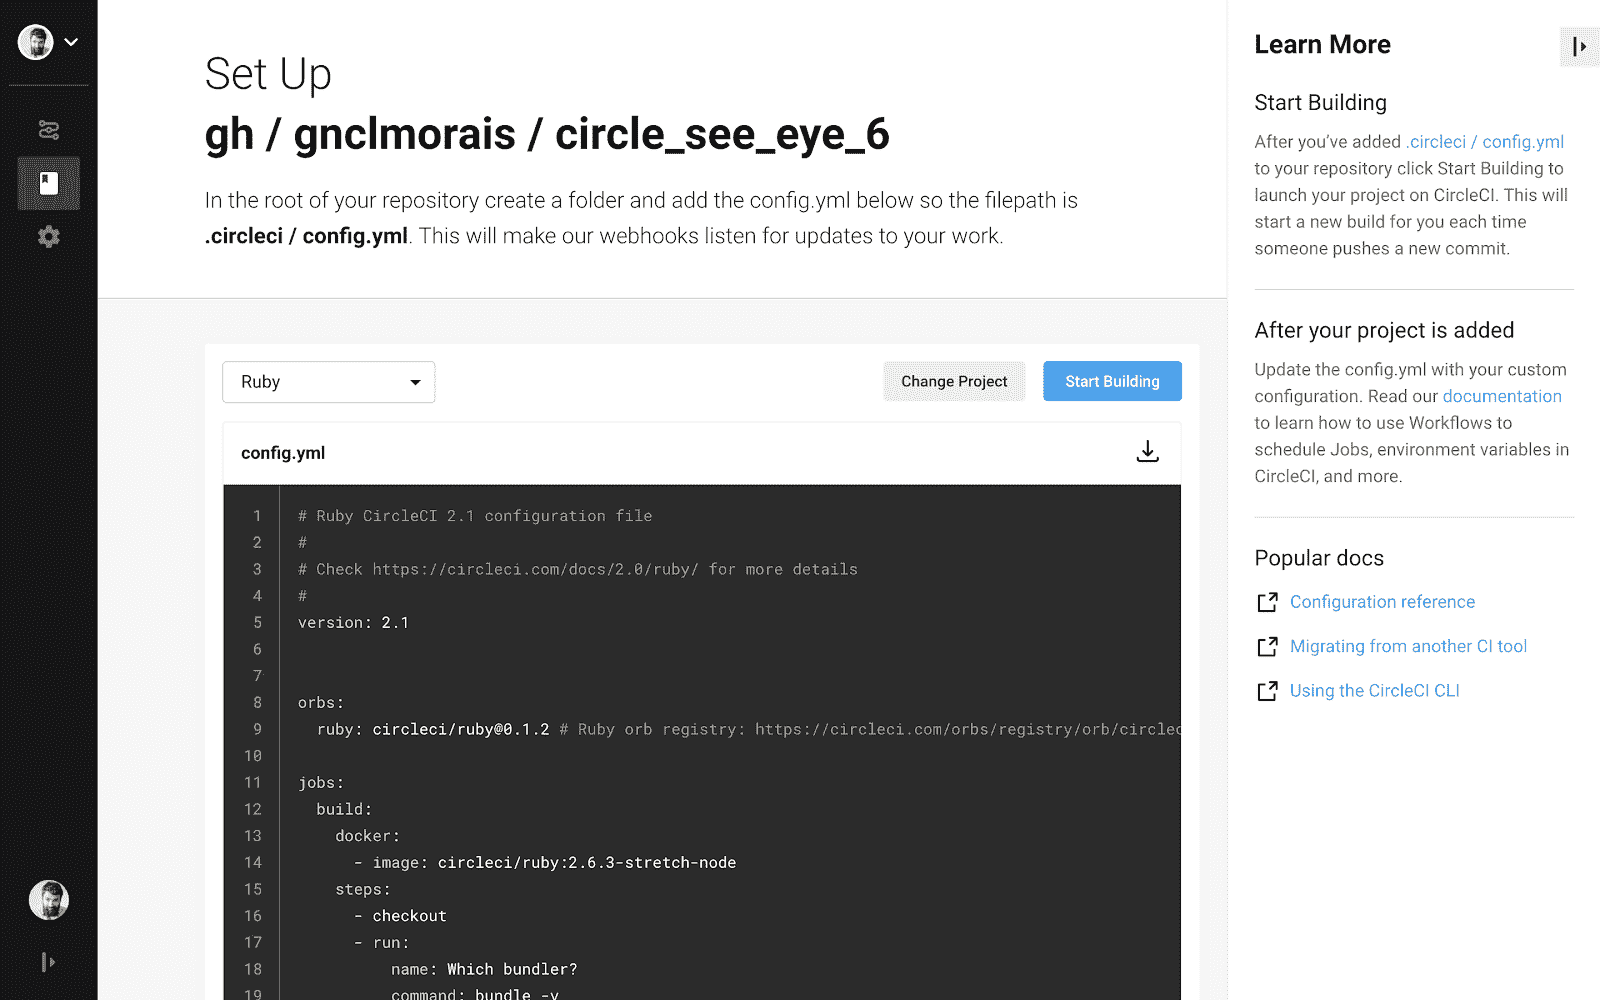 Set Up
gh / gnclmorais / circle_see_eye_6
In the root of your repository create a folder and add the config.yml below so the filepath is
.circleci / config.yml. This will make our webhooks listen for updates to your work.
Ruby
Change Project
Start Building
config.yml
1 # Ruby CircleCI 2.1 configuration file
2 #
3 # Check https://circleci.com/docs/2.0/ruby/ for more details
4 #
5 version: 2.1
6
7
8 orbs:
9 ruby: circleci/ruby@0.1.2 # Ruby orb registry: https://circleci.com/orbs/registry/orb/circlec
10
11 jobs:
12 build:
13 docker:
14 - image: circleci/ruby:2.6.3-stretch-node
15 steps:
16 - checkout
17 - run:
18 name: Which bundler?
19 command: bundle -v
Learn More
Start Building
After you’ve added .circleci / config.yml
to your repository click Start Building to
launch your project on CircleCI. This will
start a new build for you each time
someone pushes a new commit.
After your project is added
Update the config.yml with your custom
configuration. Read our documentation
to learn how to use Workflows to
schedule Jobs, environment variables in
CircleCI, and more.
Popular docs
Configuration reference
Migrating from another CI tool
Using the CircleCI CLI